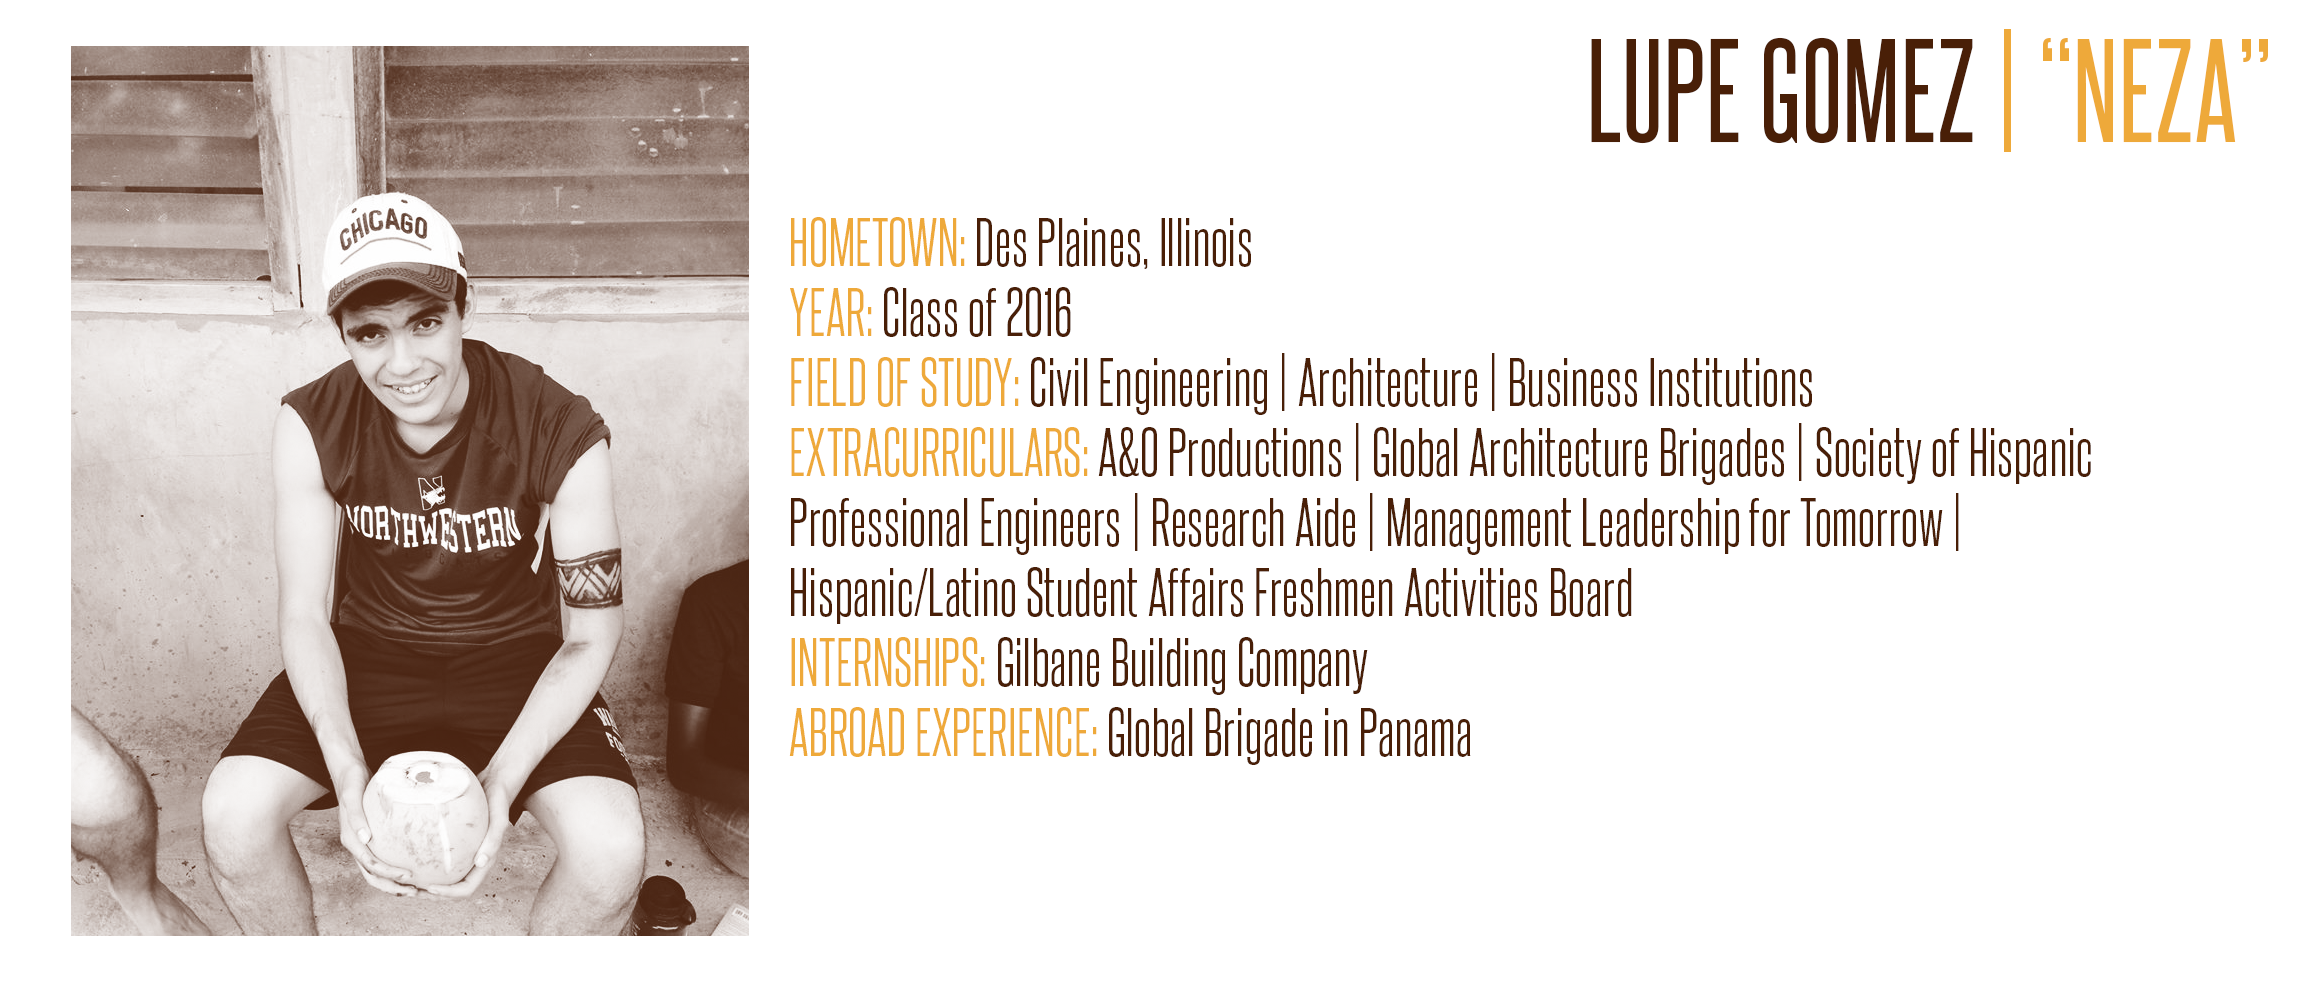 LUPE GOMEZ | “NEZA”
HOMETOWN: Des Plaines, Illinois
YEAR: Class of 2016
FIELD OF STUDY: Civil Engineering | Architecture | Business Institutions
EXTRACURRICULARS: A&O Productions | Global Architecture Brigades | Society of Hispanic
Professional Engineers | Research Aide | Management Leadership for Tomorrow |
Hispanic/Latino Student Affairs Freshmen Activities Board
INTERNSHIPS: Gilbane Building Company
ABROAD EXPERIENCE: Global Brigade in Panama
CHICAGO
N
NORTHWESTERN